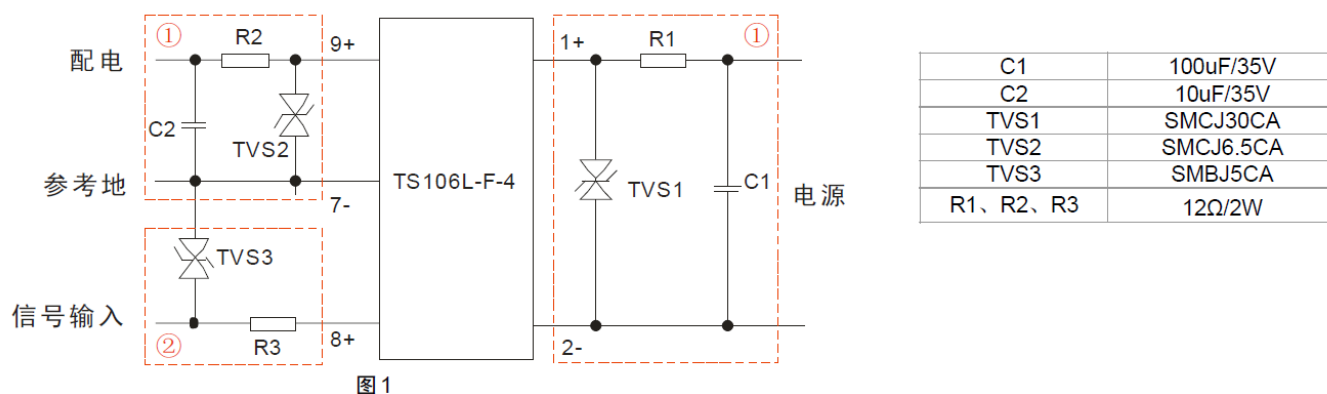 ① R2 9+ 1+ R1 ①
配电
C2 TVS2
参考地
7-
TS106L-F-4
TVS1 C1 电源
TVS3
信号输入
② R3 8+ 2-
图1
C1 100uF/35V
C2 10uF/35V
TVS1 SMCJ30CA
TVS2 SMCJ6.5CA
TVS3 SMBJ5CA
R1、R2、R3 12Ω/2W